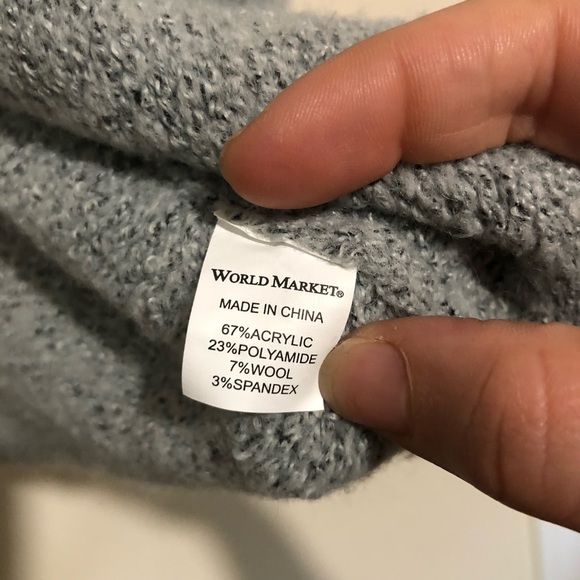 WORLD MARKET®
MADE IN CHINA
67%ACRYLIC
23%POLYAMIDE
7%WOOL
3%SPANDEX